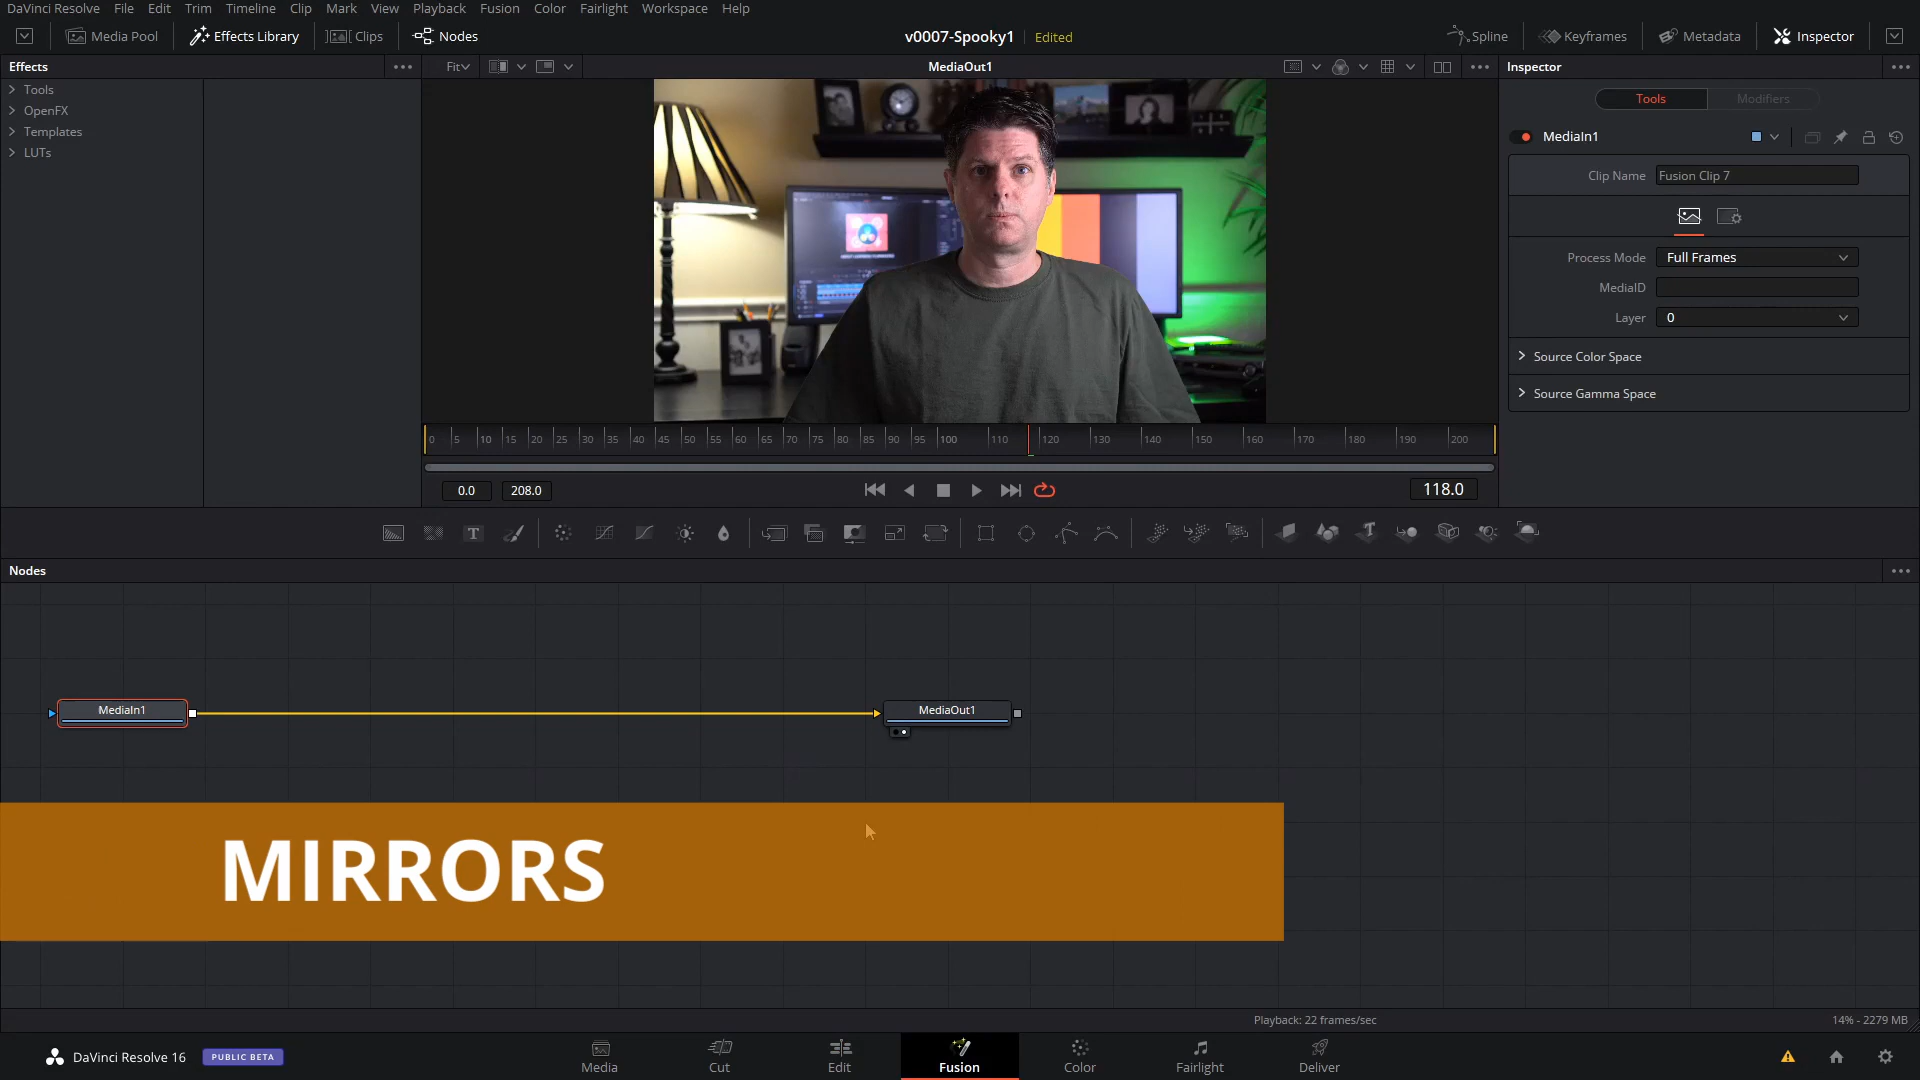 DaVinci Resolve File Edit Trim Timeline Clip Mark View Playback Fusion Color Fairlight Workspace Help
Media Pool Effects Library Clips Nodes v0007-Spooky1 Edited Spline Keyframes Metadata Inspector
Effects Fit MediaOut1 Inspector
Tools
OpenFX
Templates
LUTs
Tools Modifiers
MediaIn1
Clip Name Fusion Clip 7
Process Mode Full Frames
MediaID
Layer 0
Source Color Space
Source Gamma Space
0 5 10 15 20 25 30 35 40 45 50 55 60 65 70 75 80 85 90 95 100 110 120 130 140 150 160 170 180 190 200
0.0 208.0 118.0
Nodes
MediaIn1 MediaOut1
MIRRORS
Playback: 22 frames/sec 14% - 2279 MB
DaVinci Resolve 16 PUBLIC BETA Media Cut Edit Fusion Color Fairlight Deliver